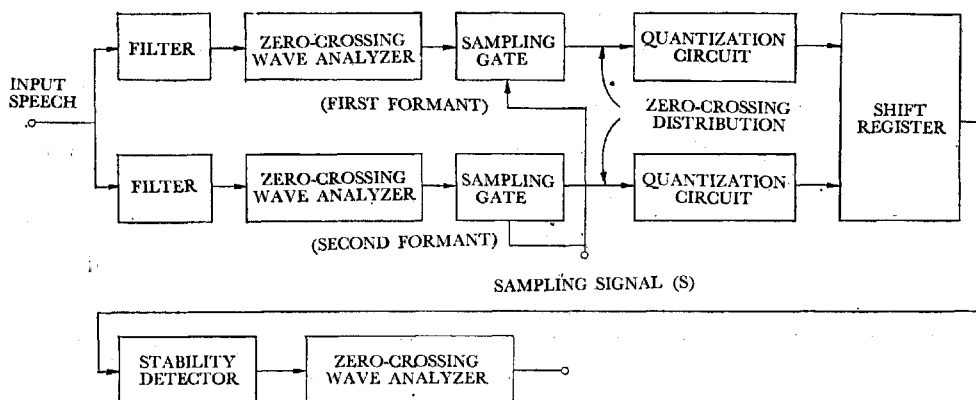 INPUT
SPEECH
FILTER
ZERO-CROSSING
WAVE ANALYZER
SAMPLING
GATE
QUANTIZATION
CIRCUIT
(FIRST FORMANT)
ZERO-CROSSING
DISTRIBUTION
SHIFT
REGISTER
FILTER
ZERO-CROSSING
WAVE ANALYZER
SAMPLING
GATE
QUANTIZATION
CIRCUIT
(SECOND FORMANT)
SAMPLING SIGNAL (S)
STABILITY
DETECTOR
ZERO-CROSSING
WAVE ANALYZER